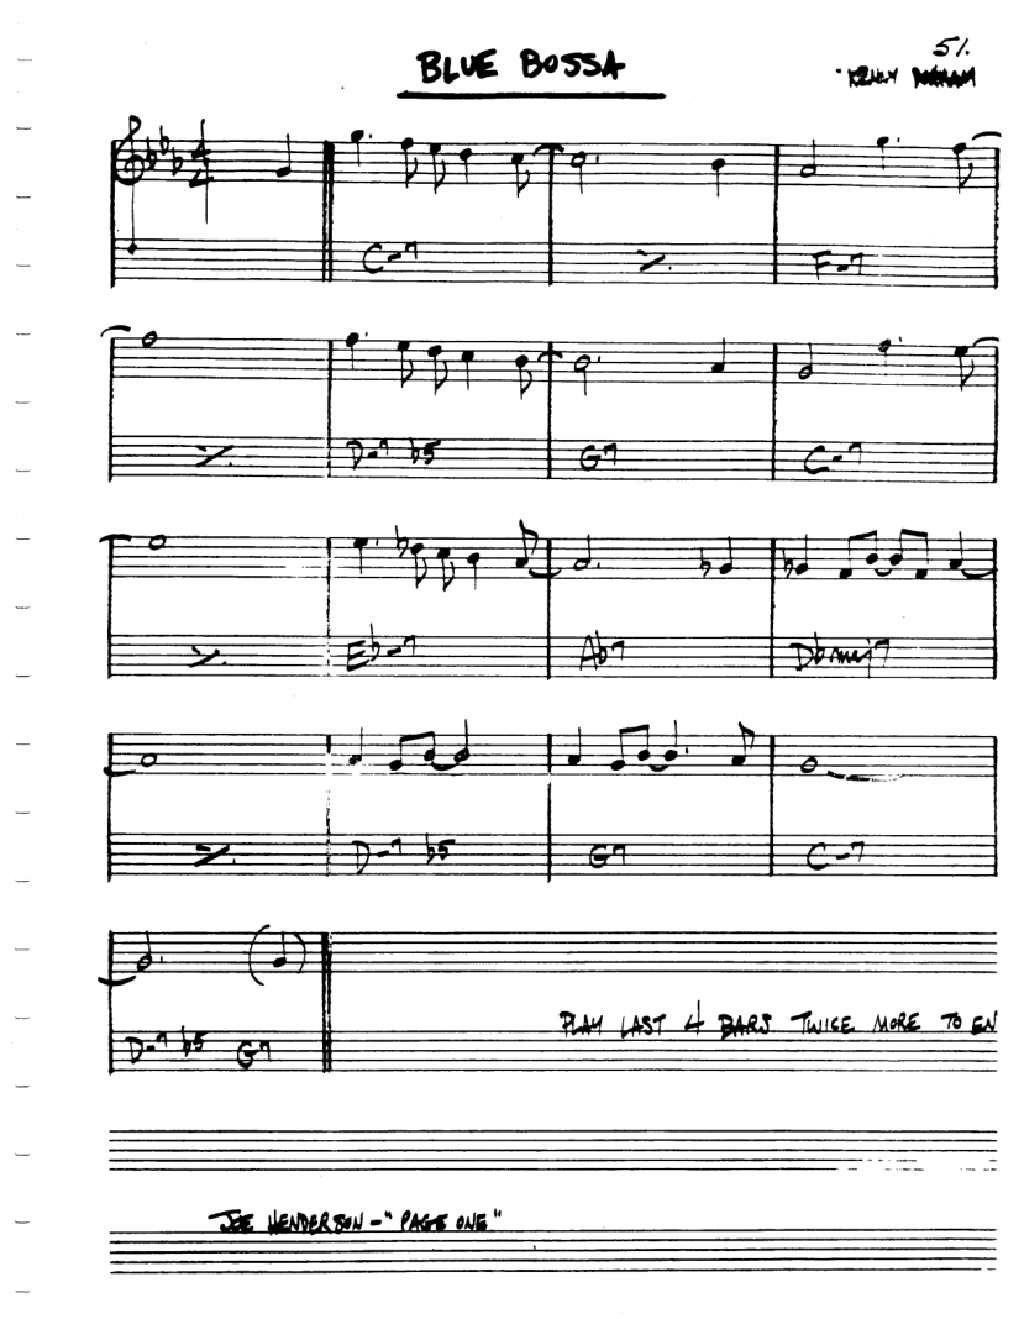 51.
BLUE BOSSA
KENNY DORHAM
C-7 ٪ F-7
٪ D-7 b5 G7 C-7
٪ Eb-7 Ab7 Dbmaj7
٪ D-7 b5 G7 C-7
D-7 b5 G7
PLAY LAST 4 BARS TWICE MORE TO EN
JOE HENDERSON - "PAGE ONE"